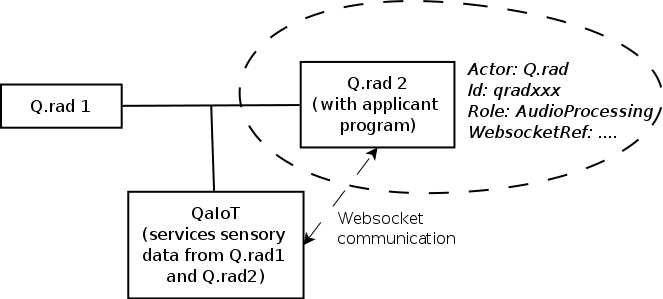 Q.rad 1
Q.rad 2
(with applicant
program)
Actor: Q.rad
Id: qradxxx
Role: AudioProcessing
WebsocketRef: ....
QaIoT
(services sensory
data from Q.rad1
and Q.rad2)
Websocket
communication